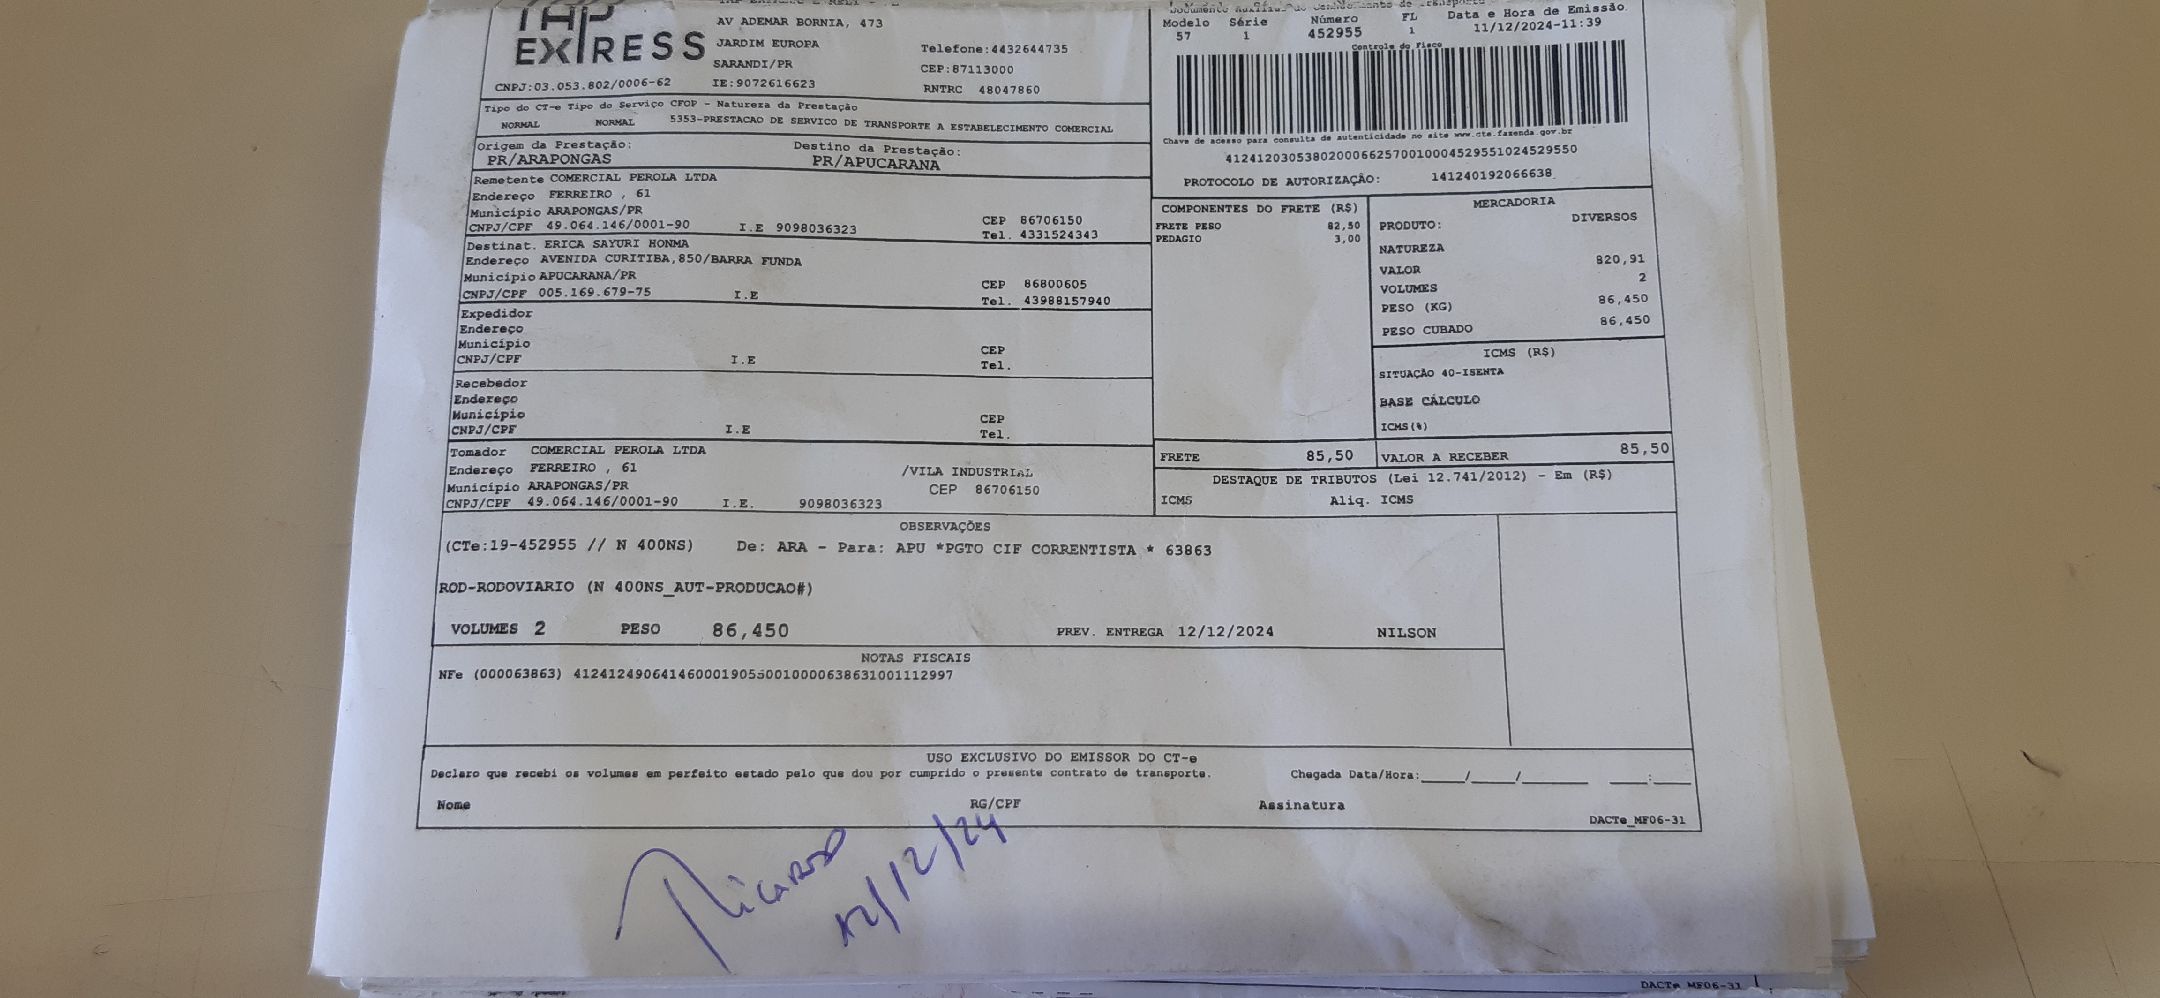 TAP EXPRESS
AV ADEMAR BORNIA, 473
JARDIM EUROPA
Telefone:4432644735
SARANDI/PR
CEP:87113000
CNPJ:03.053.802/0006-62
IE:9072616623
RNTRC 48047860
Modelo Série Número FL Data e Hora de Emissão
57 1 452955 1 11/12/2024-11:39
Controle do Fisco
Tipo do CT-e Tipo do Serviço CFOP - Natureza da Prestação
NORMAL NORMAL 5353-PRESTACAO DE SERVICO DE TRANSPORTE A ESTABELECIMENTO COMERCIAL
Chave de acesso para consulta de autenticidade no site www.cte.fazenda.gov.br
41241203053802000662570010004529551024529550
PROTOCOLO DE AUTORIZAÇÃO: 141240192066638
Origem da Prestação: Destino da Prestação:
PR/ARAPONGAS PR/APUCARANA
Remetente COMERCIAL PEROLA LTDA
Endereço FERREIRO , 61
Município ARAPONGAS/PR CEP 86706150
CNPJ/CPF 49.064.146/0001-90 I.E 9098036323 Tel. 4331524343
Destinat. ERICA SAYURI HONMA
Endereço AVENIDA CURITIBA,850/BARRA FUNDA
Município APUCARANA/PR CEP 86800605
CNPJ/CPF 005.169.679-75 I.E Tel. 43988157940
Expedidor
Endereço
Município CEP
CNPJ/CPF I.E Tel.
Recebedor
Endereço
Município CEP
CNPJ/CPF I.E Tel.
Tomador COMERCIAL PEROLA LTDA
Endereço FERREIRO , 61 /VILA INDUSTRIAL
Município ARAPONGAS/PR CEP 86706150
CNPJ/CPF 49.064.146/0001-90 I.E. 9098036323
COMPONENTES DO FRETE (R$)
FRETE PESO 82,50
PEDAGIO 3,00
MERCADORIA
PRODUTO: DIVERSOS
NATUREZA
VALOR 820,91
VOLUMES 2
PESO (KG) 86,450
PESO CUBADO 86,450
ICMS (R$)
SITUAÇÃO 40-ISENTA
BASE CÁLCULO
ICMS(%)
FRETE 85,50 VALOR A RECEBER 85,50
DESTAQUE DE TRIBUTOS (Lei 12.741/2012) - Em (R$)
ICMS Aliq. ICMS
OBSERVAÇÕES
(CTe:19-452955 // N 400NS) De: ARA - Para: APU *PGTO CIF CORRENTISTA * 63863
ROD-RODOVIARIO (N 400NS_AUT-PRODUCAO#)
VOLUMES 2 PESO 86,450 PREV. ENTREGA 12/12/2024 NILSON
NOTAS FISCAIS
NFe (000063863) 41241249064146000190550010000638631001112997
USO EXCLUSIVO DO EMISSOR DO CT-e
Declaro que recebi os volumes em perfeito estado pelo que dou por cumprido o presente contrato de transporte. Chegada Data/Hora:____/____/______ ____:____
Nome RG/CPF Assinatura
DACTe_MF06-31
Ricardo
12/12/24
DACTe MF06-31